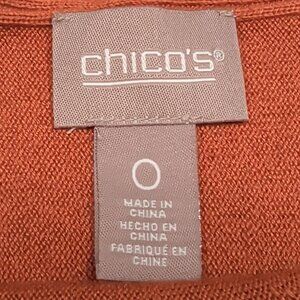 chico's®
0
MADE IN
CHINA
HECHO EN
CHINA
FABRIQUÉ EN
CHINE